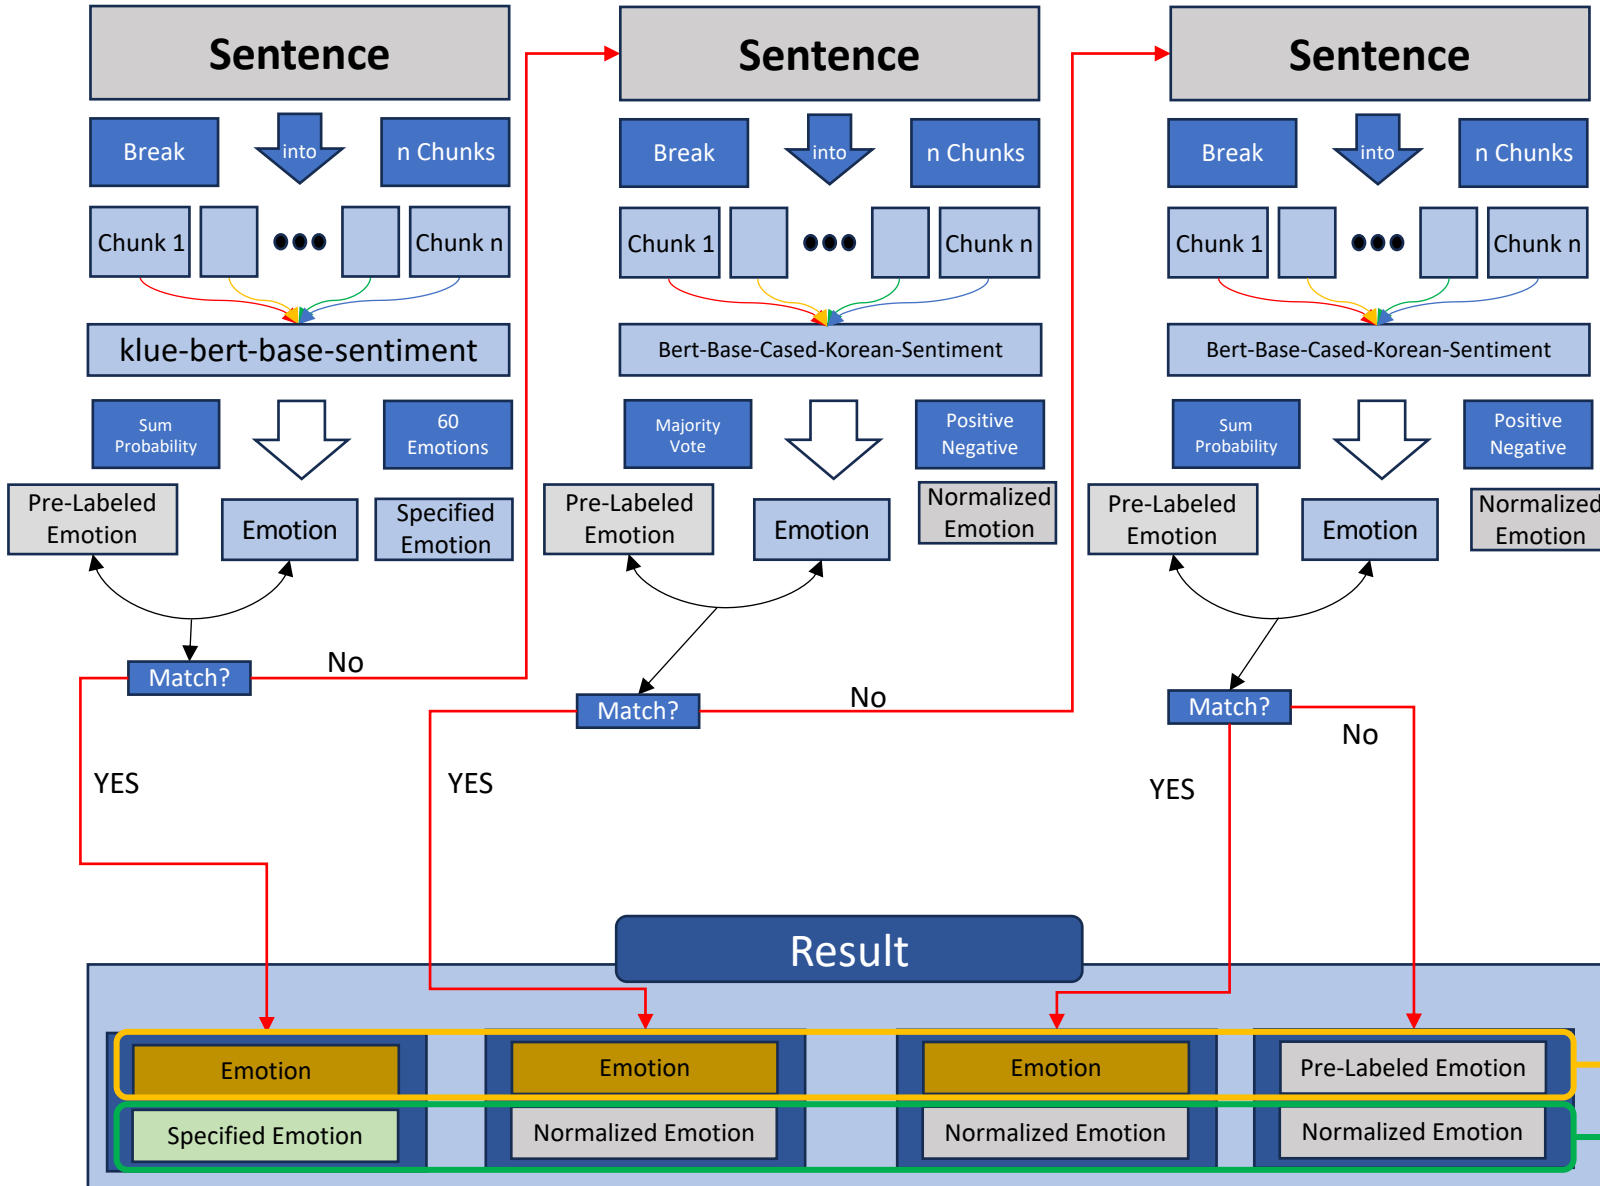 Sentence
Sentence
Sentence
Break
into
n Chunks
Break
into
n Chunks
Break
into
n Chunks
Chunk 1
Chunk n
Chunk 1
Chunk n
Chunk 1
Chunk n
klue-bert-base-sentiment
Bert-Base-Cased-Korean-Sentiment
Bert-Base-Cased-Korean-Sentiment
Sum
Probability
60
Emotions
Majority
Vote
Positive
Negative
Sum
Probability
Positive
Negative
Pre-Labeled
Emotion
Emotion
Specified
Emotion
Pre-Labeled
Emotion
Emotion
Normalized
Emotion
Pre-Labeled
Emotion
Emotion
Normalized
Emotion
Match?
No
Match?
No
Match?
No
YES
YES
YES
Result
Emotion
Emotion
Emotion
Pre-Labeled Emotion
Specified Emotion
Normalized Emotion
Normalized Emotion
Normalized Emotion